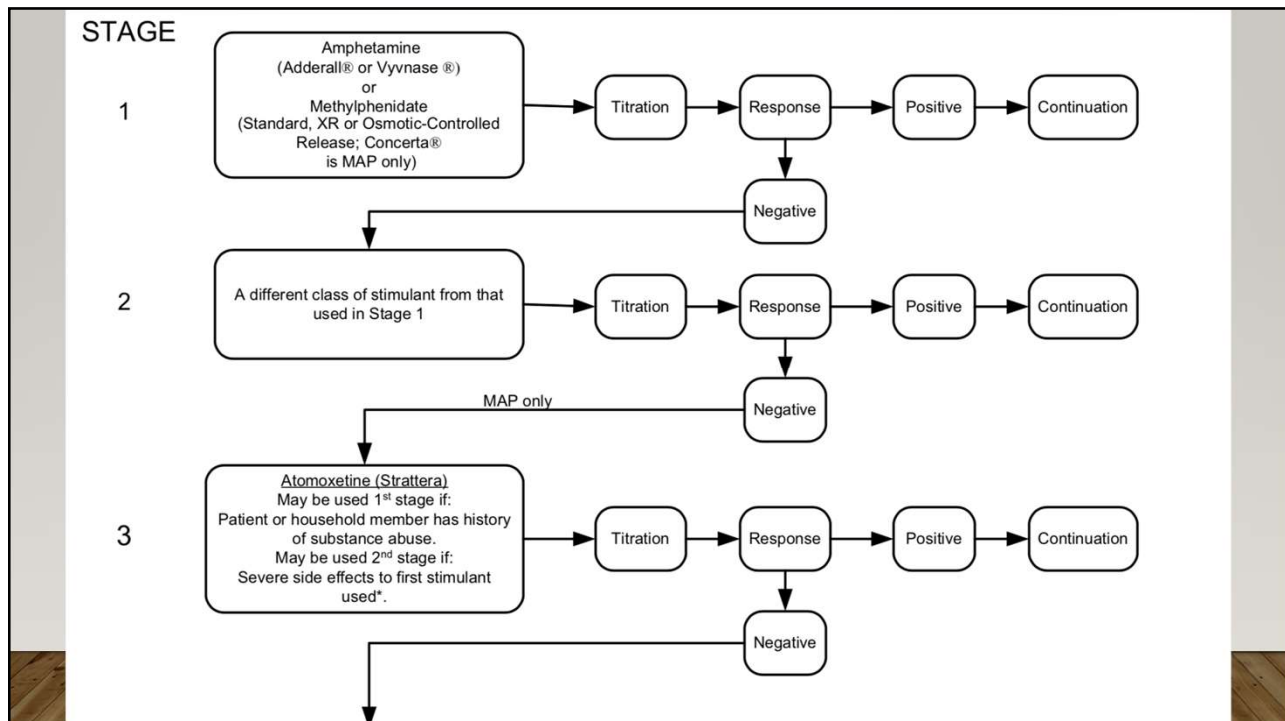 STAGE
1
Amphetamine
(Adderall® or Vyvnase ®)
or
Methylphenidate
(Standard, XR or Osmotic-Controlled
Release; Concerta®
is MAP only)
Titration
Response
Positive
Continuation
Negative
2
A different class of stimulant from that
used in Stage 1
Titration
Response
Positive
Continuation
Negative
MAP only
3
Atomoxetine (Strattera)
May be used 1st stage if:
Patient or household member has history
of substance abuse.
May be used 2nd stage if:
Severe side effects to first stimulant
used*.
Titration
Response
Positive
Continuation
Negative